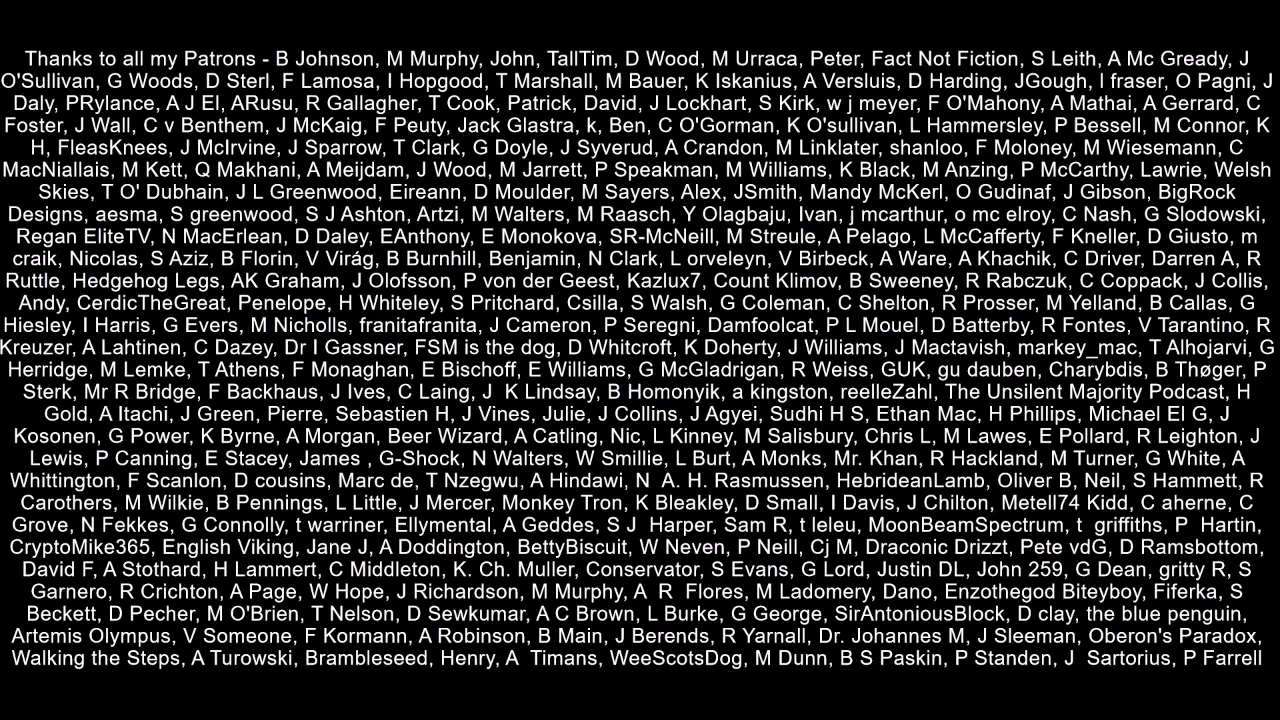 Thanks to all my Patrons - B Johnson, M Murphy, John, TallTim, D Wood, M Urraca, Peter, Fact Not Fiction, S Leith, A Mc Gready, J
O'Sullivan, G Woods, D Sterl, F Lamosa, I Hopgood, T Marshall, M Bauer, K Iskanius, A Versluis, D Harding, JGough, I fraser, O Pagni, J
Daly, PRylance, A J El, ARusu, R Gallagher, T Cook, Patrick, David, J Lockhart, S Kirk, w j meyer, F O'Mahony, A Mathai, A Gerrard, C
Foster, J Wall, C v Benthem, J McKaig, F Peuty, Jack Glastra, k, Ben, C O'Gorman, K O'sullivan, L Hammersley, P Bessell, M Connor, K
H, FleasKnees, J McIrvine, J Sparrow, T Clark, G Doyle, J Syverud, A Crandon, M Linklater, shanloo, F Moloney, M Wiesemann, C
MacNiallais, M Kett, Q Makhani, A Meijdam, J Wood, M Jarrett, P Speakman, M Williams, K Black, M Anzing, P McCarthy, Lawrie, Welsh
Skies, T O' Dubhain, J L Greenwood, Eireann, D Moulder, M Sayers, Alex, JSmith, Mandy McKerl, O Gudinaf, J Gibson, BigRock
Designs, aesma, S greenwood, S J Ashton, Artzi, M Walters, M Raasch, Y Olagbaju, Ivan, j mcarthur, o mc elroy, C Nash, G Slodowski,
Regan EliteTV, N MacErlean, D Daley, EAnthony, E Monokova, SR-McNeill, M Streule, A Pelago, L McCafferty, F Kneller, D Giusto, m
craik, Nicolas, S Aziz, B Florin, V Virág, B Burnhill, Benjamin, N Clark, L orveleyn, V Birbeck, A Ware, A Khachik, C Driver, Darren A, R
Ruttle, Hedgehog Legs, AK Graham, J Olofsson, P von der Geest, Kazlux7, Count Klimov, B Sweeney, R Rabczuk, C Coppack, J Collis,
Andy, CerdicTheGreat, Penelope, H Whiteley, S Pritchard, Csilla, S Walsh, G Coleman, C Shelton, R Prosser, M Yelland, B Callas, G
Hiesley, I Harris, G Evers, M Nicholls, franitafranita, J Cameron, P Seregni, Damfoolcat, P L Mouel, D Batterby, R Fontes, V Tarantino, R
Kreuzer, A Lahtinen, C Dazey, Dr I Gassner, FSM is the dog, D Whitcroft, K Doherty, J Williams, J Mactavish, markey_mac, T Alhojarvi, G
Herridge, M Lemke, T Athens, F Monaghan, E Bischoff, E Williams, G McGladrigan, R Weiss, GUK, gu dauben, Charybdis, B Thøger, P
Sterk, Mr R Bridge, F Backhaus, J Ives, C Laing, J  K Lindsay, B Homonyik, a kingston, reelleZahl, The Unsilent Majority Podcast, H
Gold, A Itachi, J Green, Pierre, Sebastien H, J Vines, Julie, J Collins, J Agyei, Sudhi H S, Ethan Mac, H Phillips, Michael El G, J
Kosonen, G Power, K Byrne, A Morgan, Beer Wizard, A Catling, Nic, L Kinney, M Salisbury, Chris L, M Lawes, E Pollard, R Leighton, J
Lewis, P Canning, E Stacey, James , G-Shock, N Walters, W Smillie, L Burt, A Monks, Mr. Khan, R Hackland, M Turner, G White, A
Whittington, F Scanlon, D cousins, Marc de, T Nzegwu, A Hindawi, N  A. H. Rasmussen, HebrideanLamb, Oliver B, Neil, S Hammett, R
Carothers, M Wilkie, B Pennings, L Little, J Mercer, Monkey Tron, K Bleakley, D Small, I Davis, J Chilton, Metell74 Kidd, C aherne, C
Grove, N Fekkes, G Connolly, t warriner, Ellymental, A Geddes, S J  Harper, Sam R, t leleu, MoonBeamSpectrum, t  griffiths, P  Hartin,
CryptoMike365, English Viking, Jane J, A Doddington, BettyBiscuit, W Neven, P Neill, Cj M, Draconic Drizzt, Pete vdG, D Ramsbottom,
David F, A Stothard, H Lammert, C Middleton, K. Ch. Muller, Conservator, S Evans, G Lord, Justin DL, John 259, G Dean, gritty R, S
Garnero, R Crichton, A Page, W Hope, J Richardson, M Murphy, A  R  Flores, M Ladomery, Dano, Enzothegod Biteyboy, Fiferka, S
Beckett, D Pecher, M O'Brien, T Nelson, D Sewkumar, A C Brown, L Burke, G George, SirAntoniousBlock, D clay, the blue penguin,
Artemis Olympus, V Someone, F Kormann, A Robinson, B Main, J Berends, R Yarnall, Dr. Johannes M, J Sleeman, Oberon's Paradox,
Walking the Steps, A Turowski, Brambleseed, Henry, A  Timans, WeeScotsDog, M Dunn, B S Paskin, P Standen, J  Sartorius, P Farrell